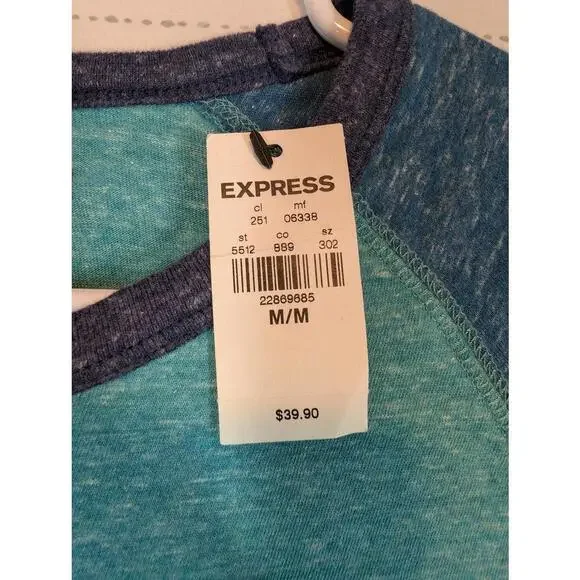 EXPRESS
cl mf
251 06338
st co sz
5512 889 302
22869685
M/M
$39.90